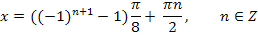 x = ((−1)^{n+1} − 1) π/8 + πn/2, n ∈ Z